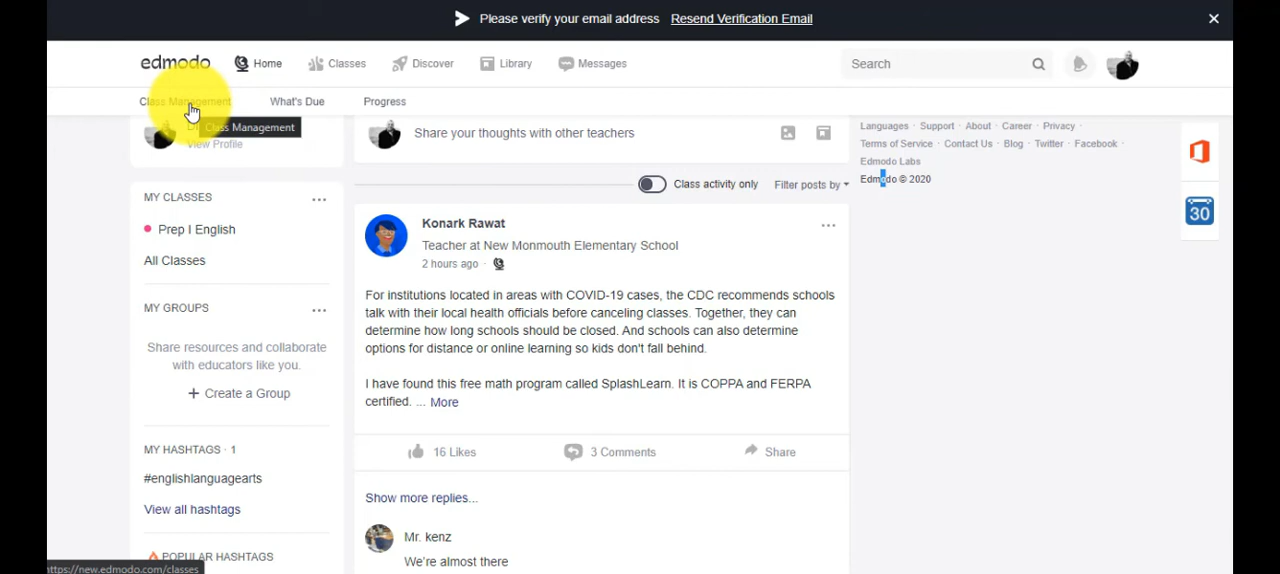 Please verify your email address Resend Verification Email
edmodo Home Classes Discover Library Messages Search
Class Management What's Due Progress
Class Management
View Profile
Share your thoughts with other teachers
Languages · Support · About · Career · Privacy ·
Terms of Service · Contact Us · Blog · Twitter · Facebook ·
Edmodo Labs
Edmodo © 2020
30
Class activity only Filter posts by
MY CLASSES
Prep I English
All Classes
MY GROUPS
Share resources and collaborate
with educators like you.
+ Create a Group
MY HASHTAGS · 1
#englishlanguagearts
View all hashtags
POPULAR HASHTAGS
Konark Rawat
Teacher at New Monmouth Elementary School
2 hours ago ·
For institutions located in areas with COVID-19 cases, the CDC recommends schools
talk with their local health officials before canceling classes. Together, they can
determine how long schools should be closed. And schools can also determine
options for distance or online learning so kids don't fall behind.
I have found this free math program called SplashLearn. It is COPPA and FERPA
certified. ... More
16 Likes 3 Comments Share
Show more replies...
Mr. kenz
We're almost there
https://new.edmodo.com/classes